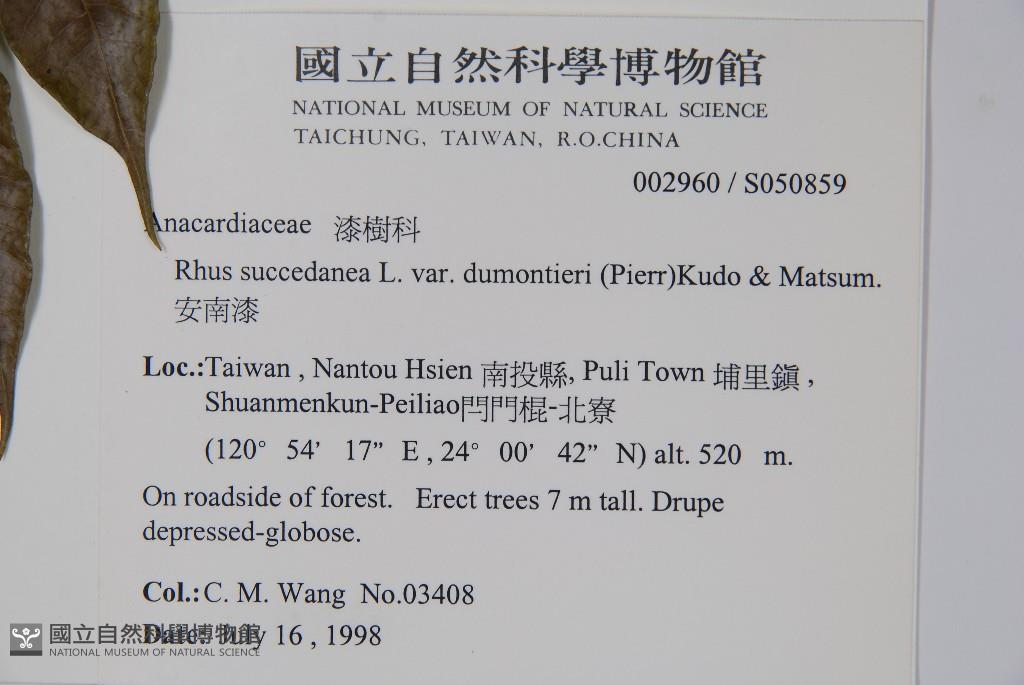 國立自然科學博物館
NATIONAL MUSEUM OF NATURAL SCIENCE
TAICHUNG, TAIWAN, R.O.CHINA
002960 / S050859
Anacardiaceae 漆樹科
Rhus succedanea L. var. dumontieri (Pierr)Kudo & Matsum.
安南漆
Loc.:Taiwan , Nantou Hsien 南投縣, Puli Town 埔里鎮 ,
Shuanmenkun-Peiliao閂門棍-北寮
(120° 54’ 17” E , 24° 00’ 42” N) alt. 520 m.
On roadside of forest. Erect trees 7 m tall. Drupe
depressed-globose.
Col.:C. M. Wang No.03408
Date: July 16 , 1998
國立自然科學博物館
NATIONAL MUSEUM OF NATURAL SCIENCE